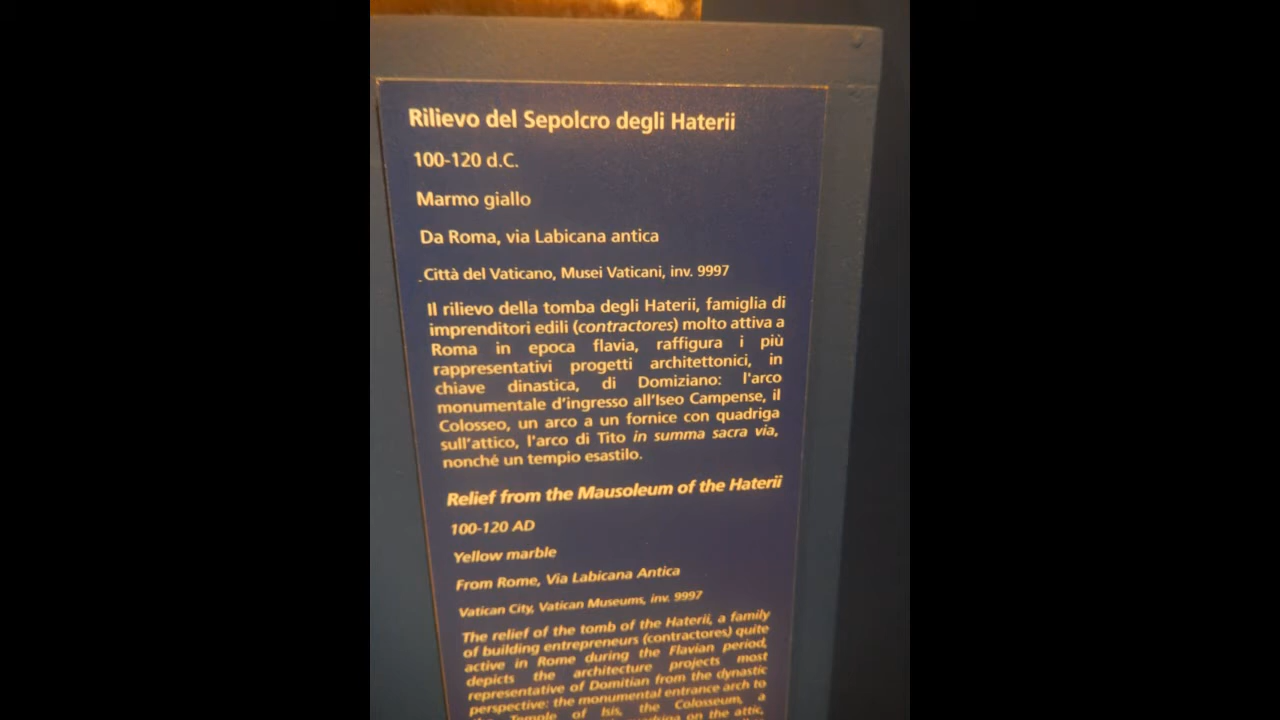 Rilievo del Sepolcro degli Haterii
100-120 d.C.
Marmo giallo
Da Roma, via Labicana antica
Città del Vaticano, Musei Vaticani, inv. 9997
Il rilievo della tomba degli Haterii, famiglia di
imprenditori edili (contractores) molto attiva a
Roma in epoca flavia, raffigura i più
rappresentativi progetti architettonici, in
chiave dinastica, di Domiziano: l'arco
monumentale d'ingresso all'Iseo Campense, il
Colosseo, un arco a un fornice con quadriga
sull'attico, l'arco di Tito in summa sacra via,
nonché un tempio esastilo.
Relief from the Mausoleum of the Haterii
100-120 AD
Yellow marble
From Rome, Via Labicana Antica
Vatican City, Vatican Museums, inv. 9997
The relief of the tomb of the Haterii, a family
of building entrepreneurs (contractores) quite
active in Rome during the Flavian period,
depicts the architecture projects most
representative of Domitian from the dynastic
perspective: the monumental entrance arch to
Temple of Isis, the Colosseum, a
on the attic,